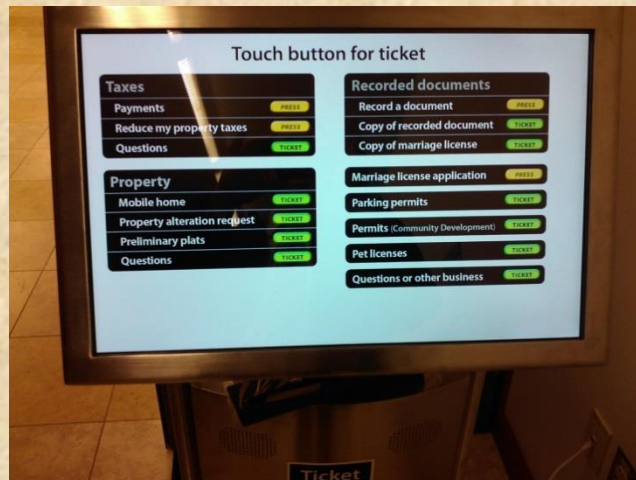 Touch button for ticket
Taxes
Payments PRESS
Reduce my property taxes PRESS
Questions TICKET
Property
Mobile home TICKET
Property alteration request TICKET
Preliminary plats TICKET
Questions TICKET
Recorded documents
Record a document PRESS
Copy of recorded document TICKET
Copy of marriage license TICKET
Marriage license application PRESS
Parking permits TICKET
Permits (Community Development) TICKET
Pet licenses TICKET
Questions or other business TICKET
Ticket